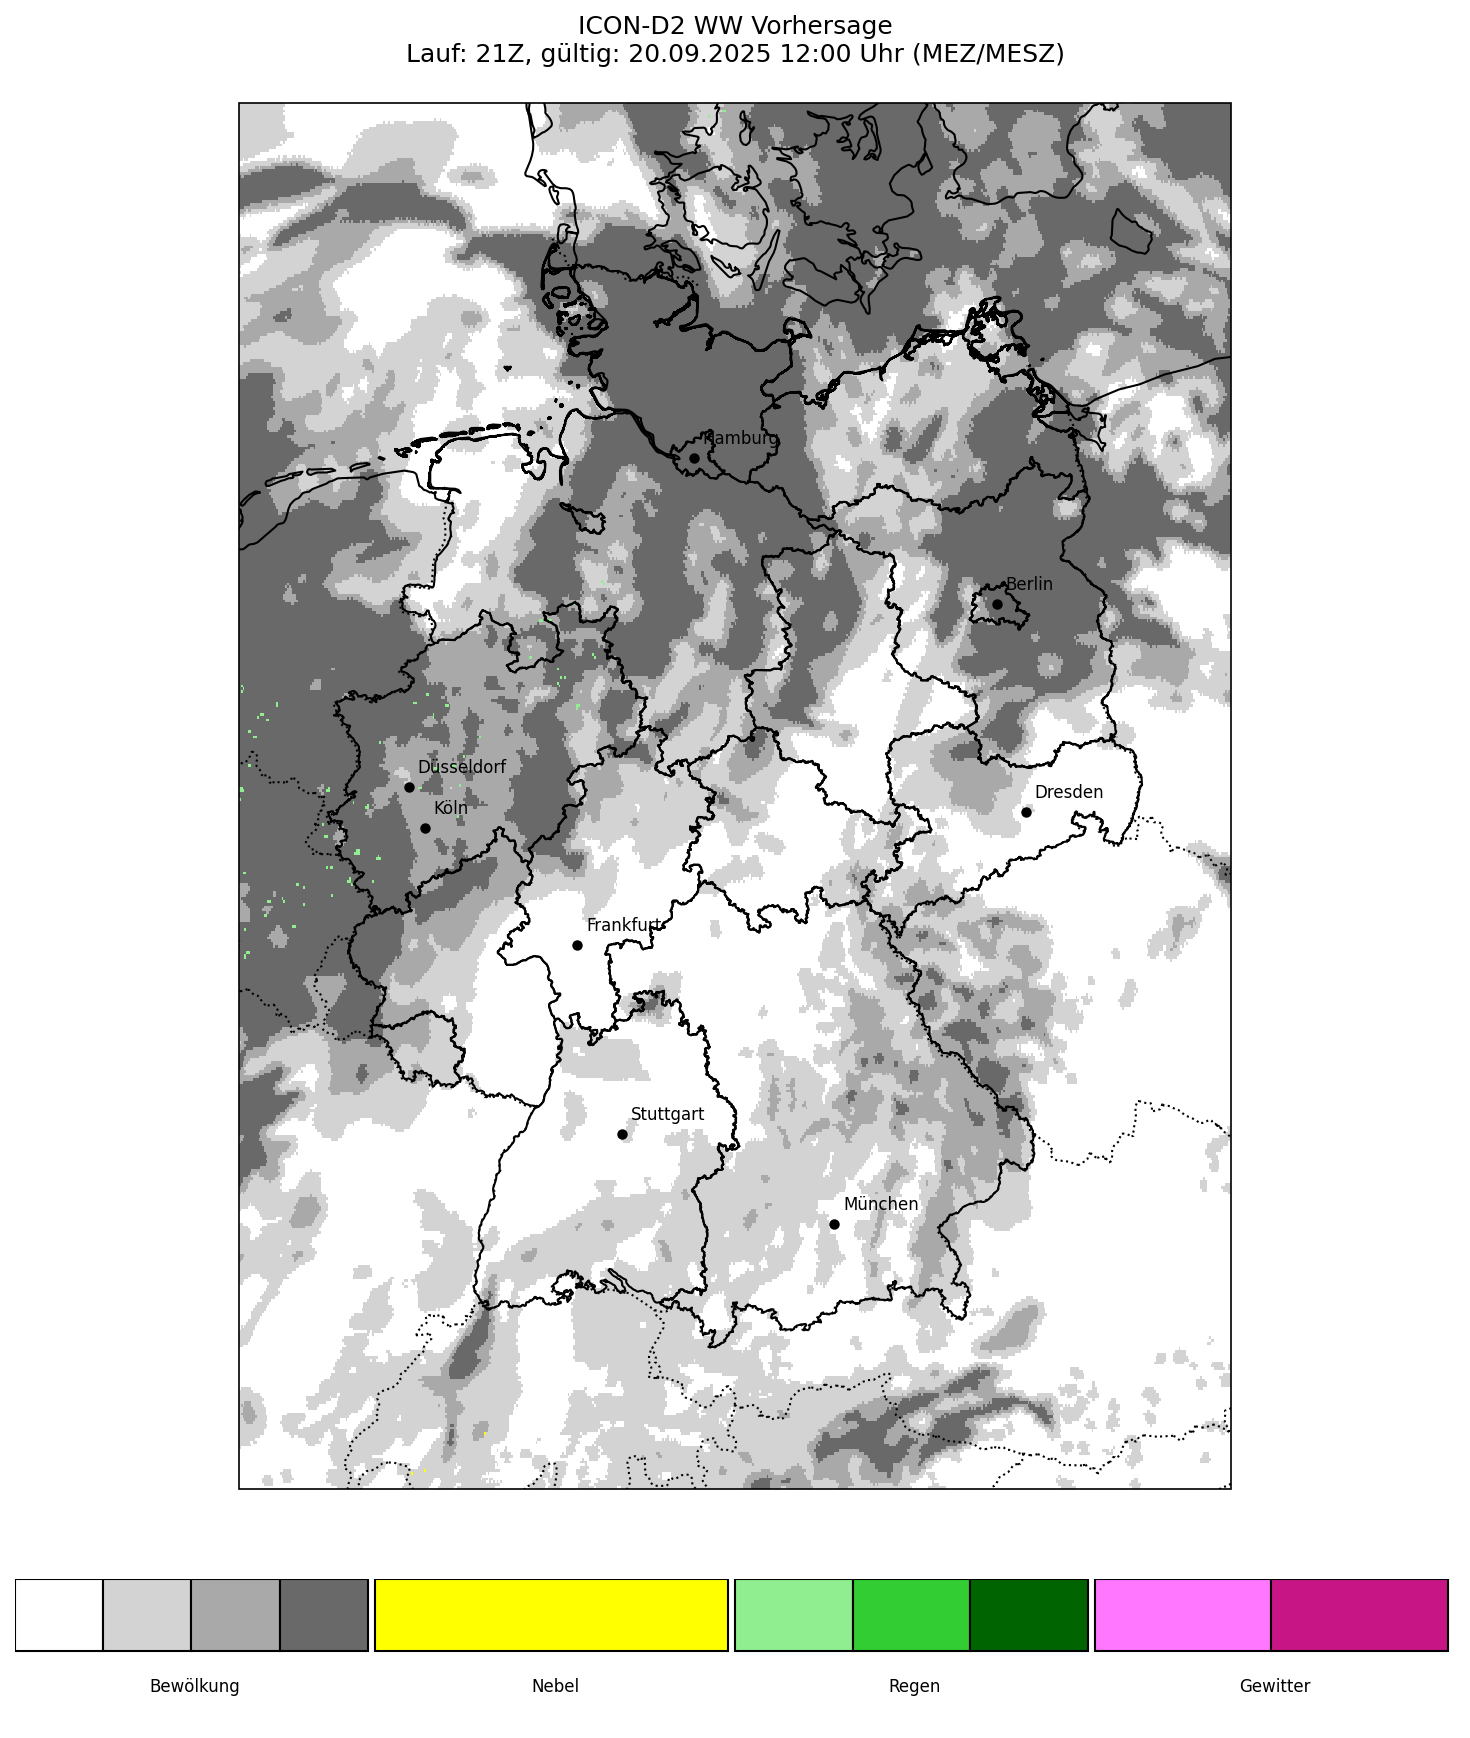 ICON-D2 WW Vorhersage
Lauf: 21Z, gültig: 20.09.2025 12:00 Uhr (MEZ/MESZ)
Hamburg
Berlin
Düsseldorf
Köln
Dresden
Frankfurt
Stuttgart
München
Bewölkung
Nebel
Regen
Gewitter